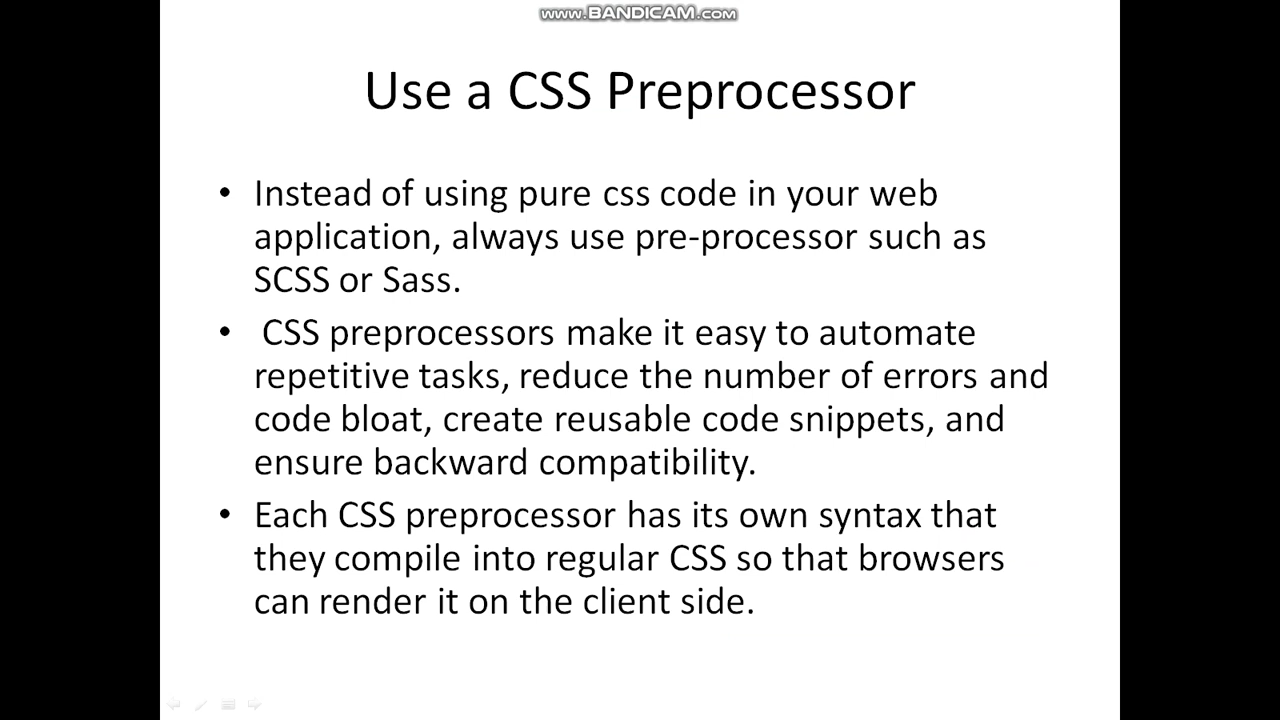 www.BANDICAM.com
Use a CSS Preprocessor
• Instead of using pure css code in your web
application, always use pre-processor such as
SCSS or Sass.
• CSS preprocessors make it easy to automate
repetitive tasks, reduce the number of errors and
code bloat, create reusable code snippets, and
ensure backward compatibility.
• Each CSS preprocessor has its own syntax that
they compile into regular CSS so that browsers
can render it on the client side.